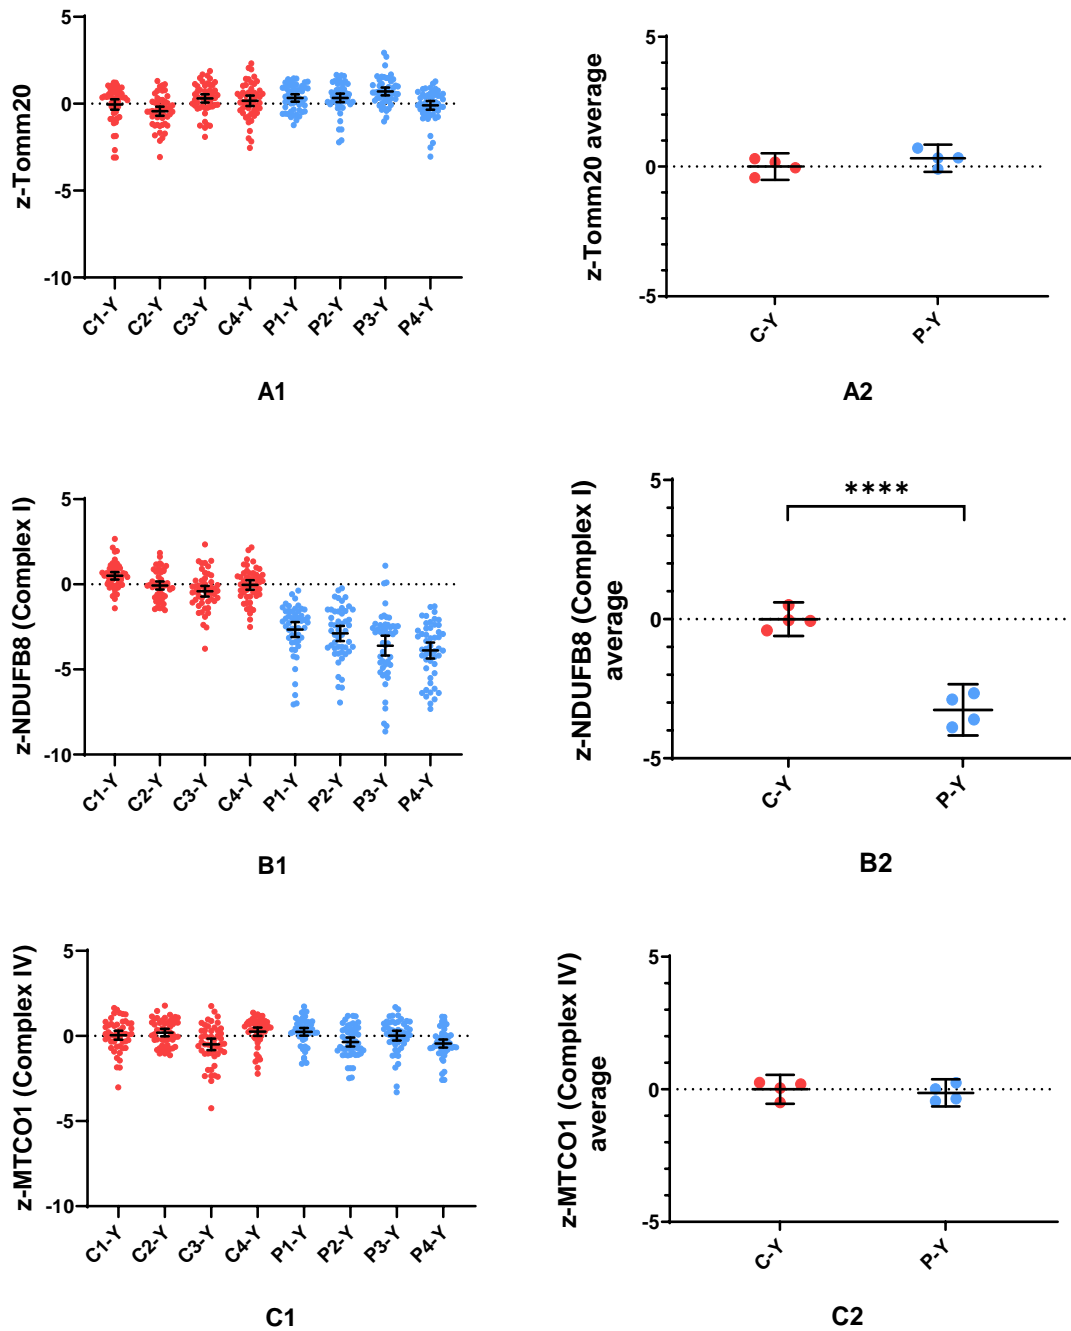 z-Tomm20
5
0
-5
-10
C1-Y C2-Y C3-Y C4-Y P1-Y P2-Y P3-Y P4-Y
A1
z-Tomm20 average
5
0
-5
C-Y P-Y
A2
z-NDUFB8 (Complex I)
5
0
-5
-10
C1-Y C2-Y C3-Y C4-Y P1-Y P2-Y P3-Y P4-Y
B1
z-NDUFB8 (Complex I)
average
5
0
-5
****
C-Y P-Y
B2
z-MTCO1 (Complex IV)
5
0
-5
-10
C1-Y C2-Y C3-Y C4-Y P1-Y P2-Y P3-Y P4-Y
C1
z-MTCO1 (Complex IV)
average
5
0
-5
C-Y P-Y
C2